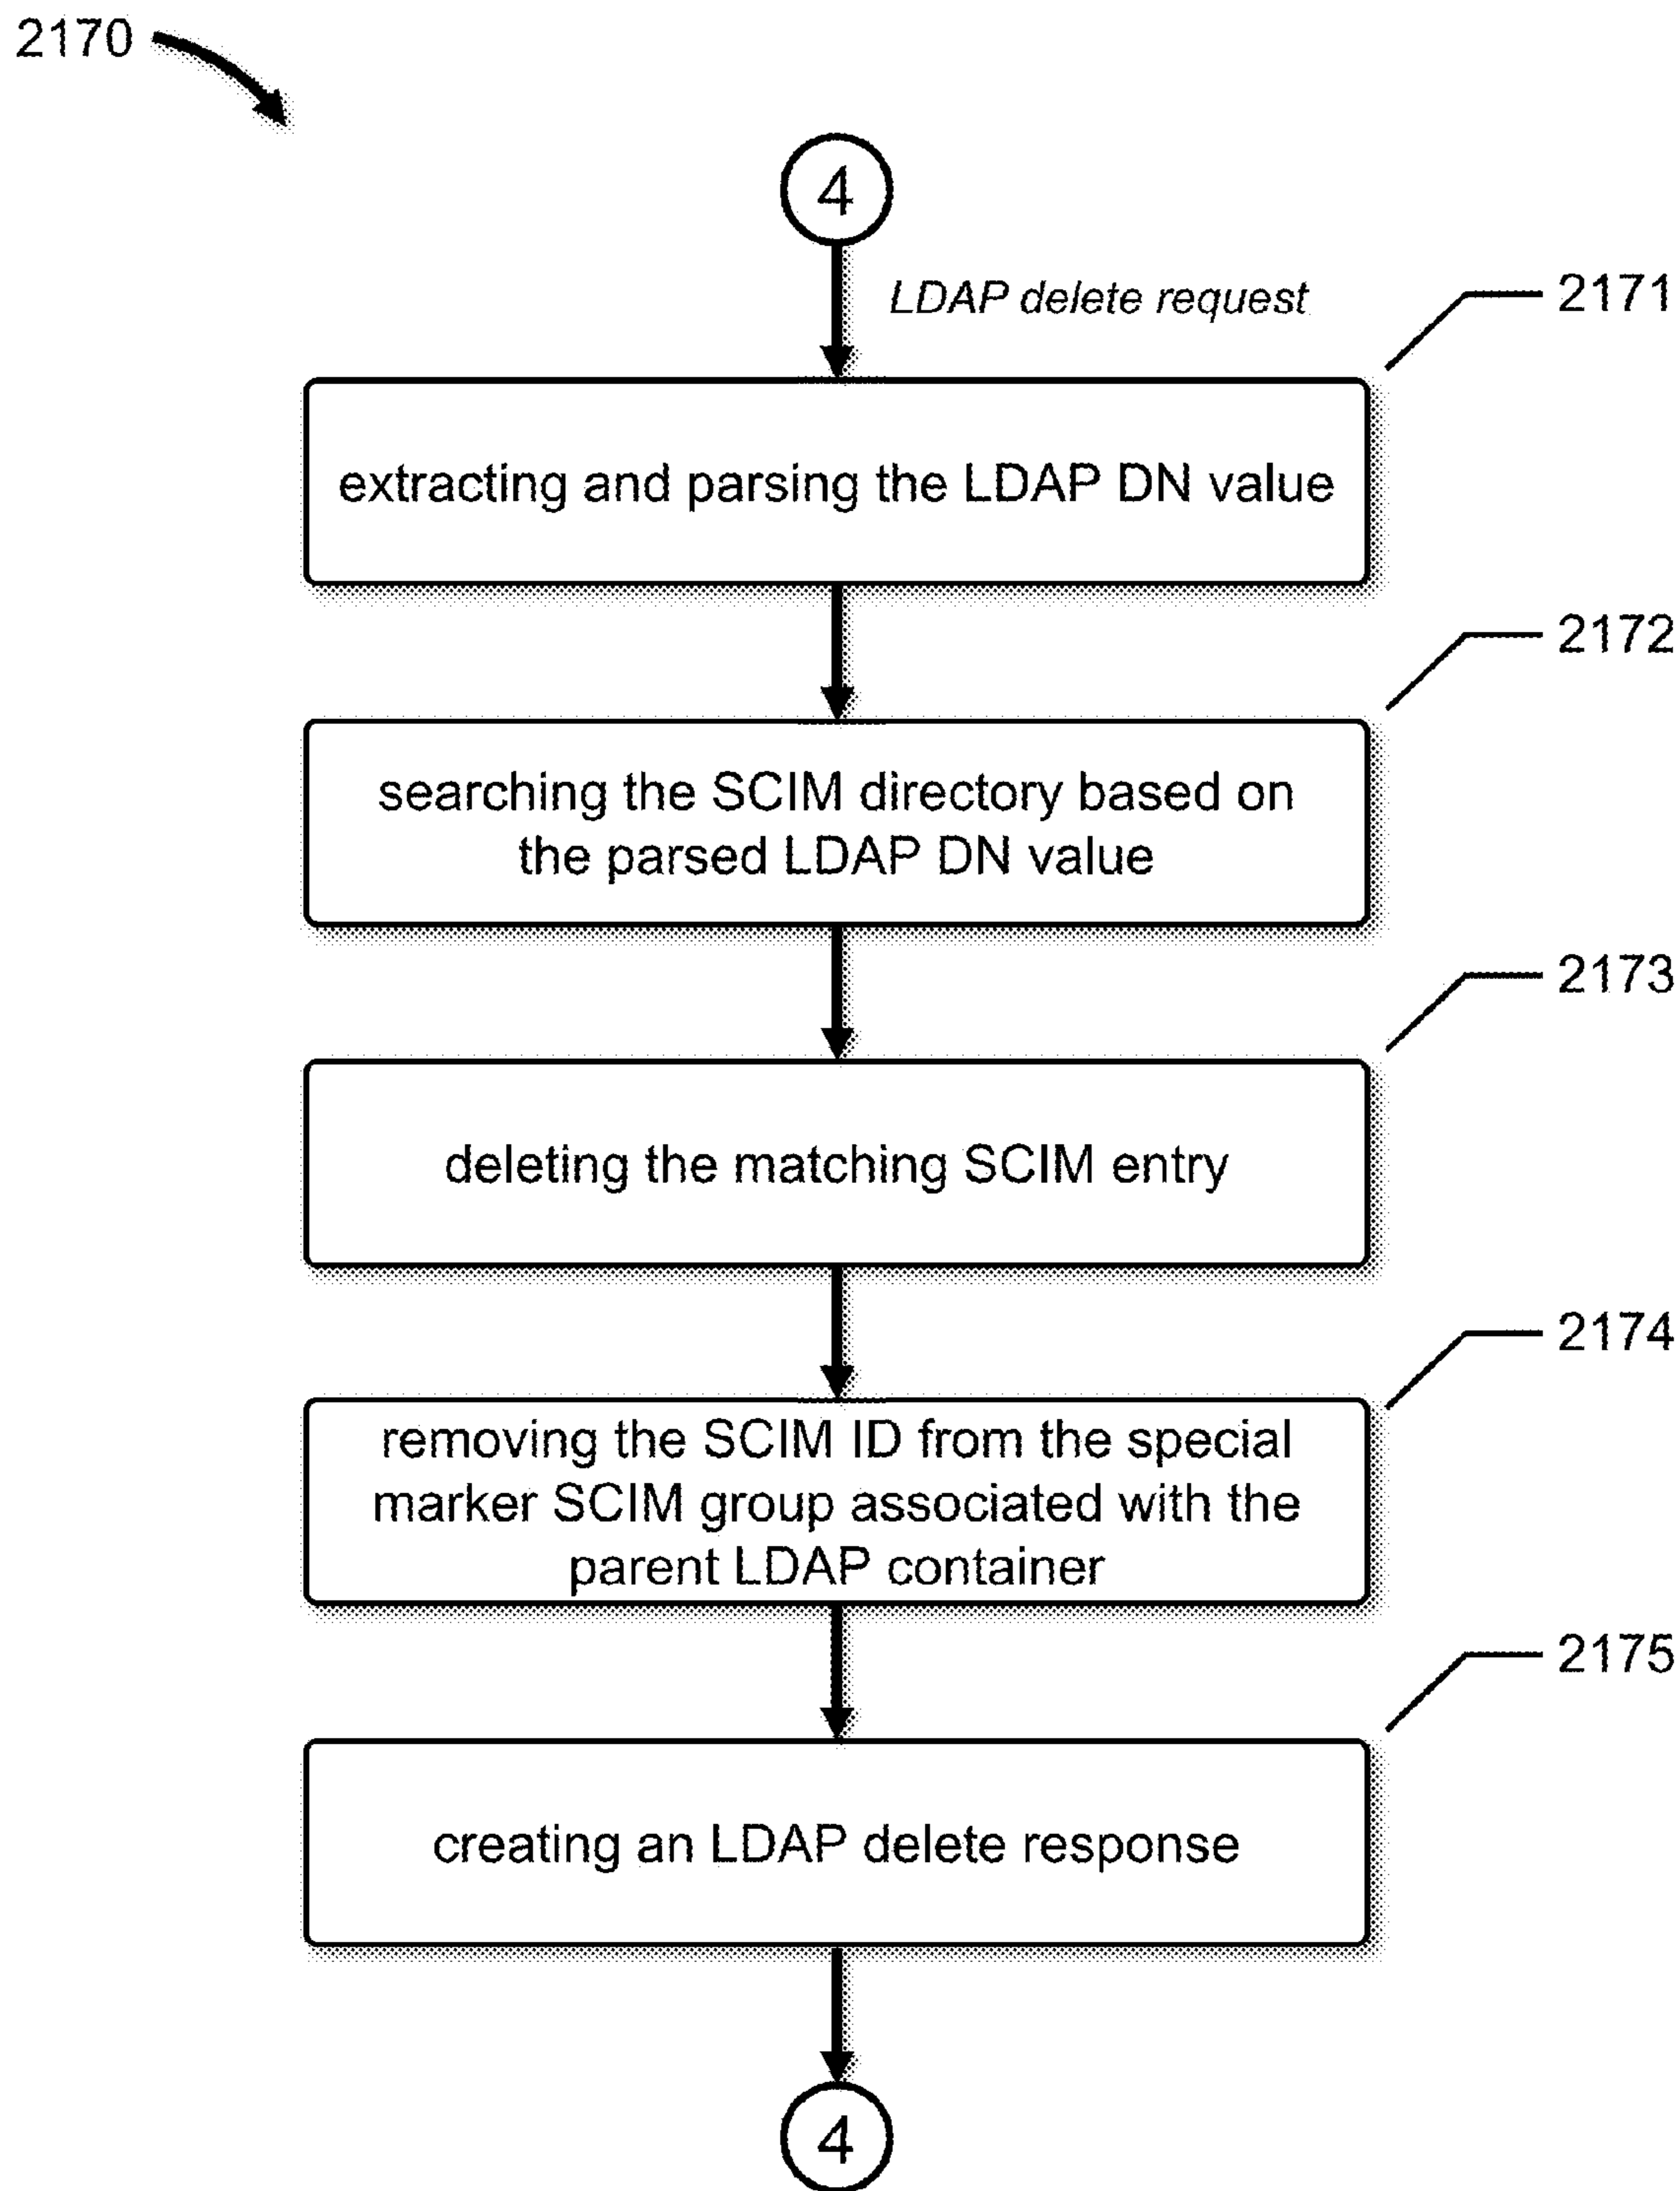 2170
4
LDAP delete request
2171
extracting and parsing the LDAP DN value
2172
searching the SCIM directory based on
the parsed LDAP DN value
2173
deleting the matching SCIM entry
2174
removing the SCIM ID from the special
marker SCIM group associated with the
parent LDAP container
2175
creating an LDAP delete response
4